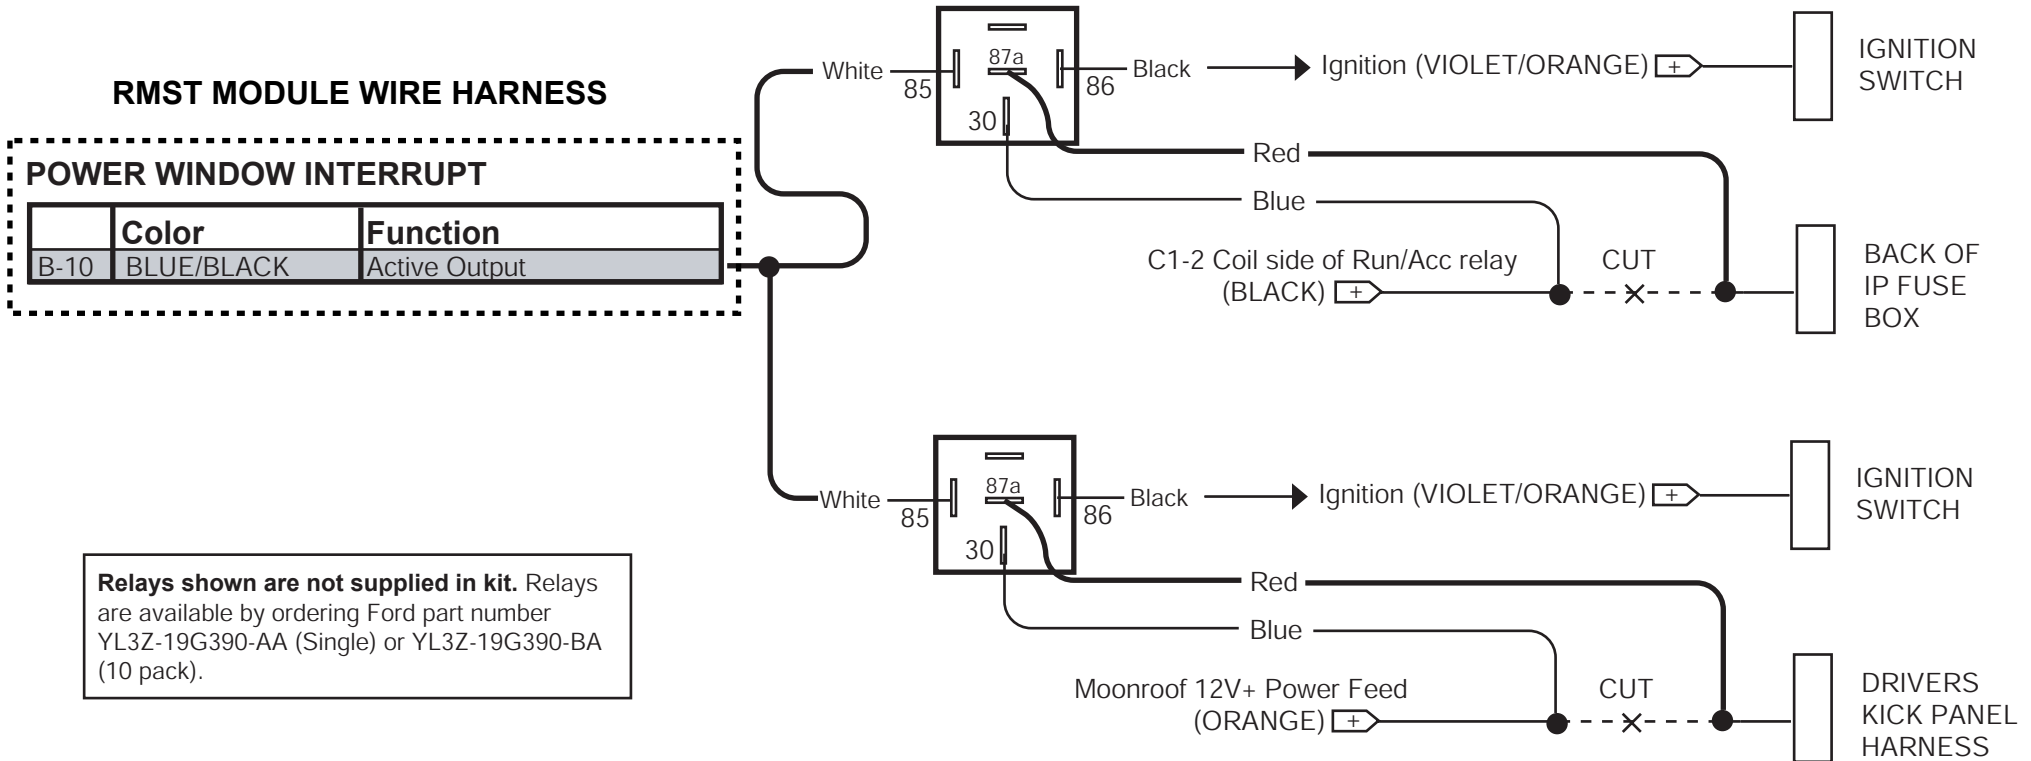 RMST MODULE WIRE HARNESS
POWER WINDOW INTERRUPT
Color Function
B-10 BLUE/BLACK Active Output
White
85
87a
30
86
Black
Ignition (VIOLET/ORANGE) +
IGNITION
SWITCH
Red
Blue
C1-2 Coil side of Run/Acc relay
(BLACK) +
CUT
BACK OF
IP FUSE
BOX
White
85
87a
30
86
Black
Ignition (VIOLET/ORANGE) +
IGNITION
SWITCH
Red
Blue
Moonroof 12V+ Power Feed
(ORANGE) +
CUT
DRIVERS
KICK PANEL
HARNESS
Relays shown are not supplied in kit. Relays
are available by ordering Ford part number
YL3Z-19G390-AA (Single) or YL3Z-19G390-BA
(10 pack).